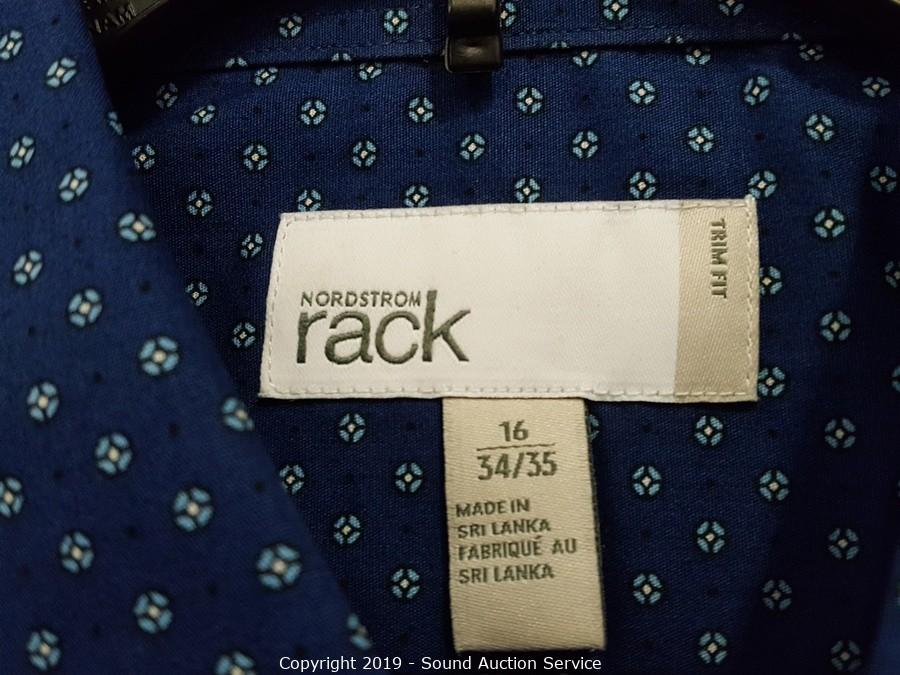 NORDSTROM
rack
TRIM FIT
16
34/35
MADE IN
SRI LANKA
FABRIQUÉ AU
SRI LANKA
Copyright 2019 - Sound Auction Service